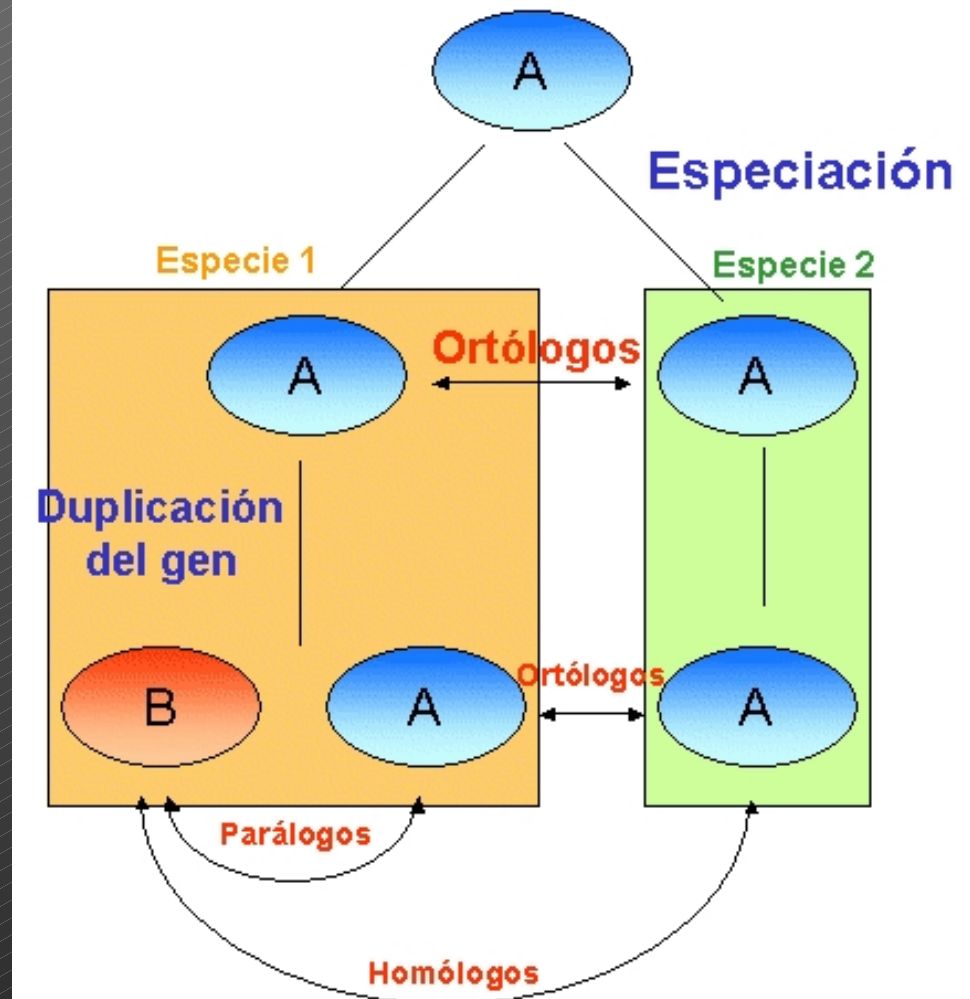 A
Especiación
Especie 1
Especie 2
A
Ortólogos
A
Duplicación
del gen
B
A
Ortólogos
A
Parálogos
Homólogos